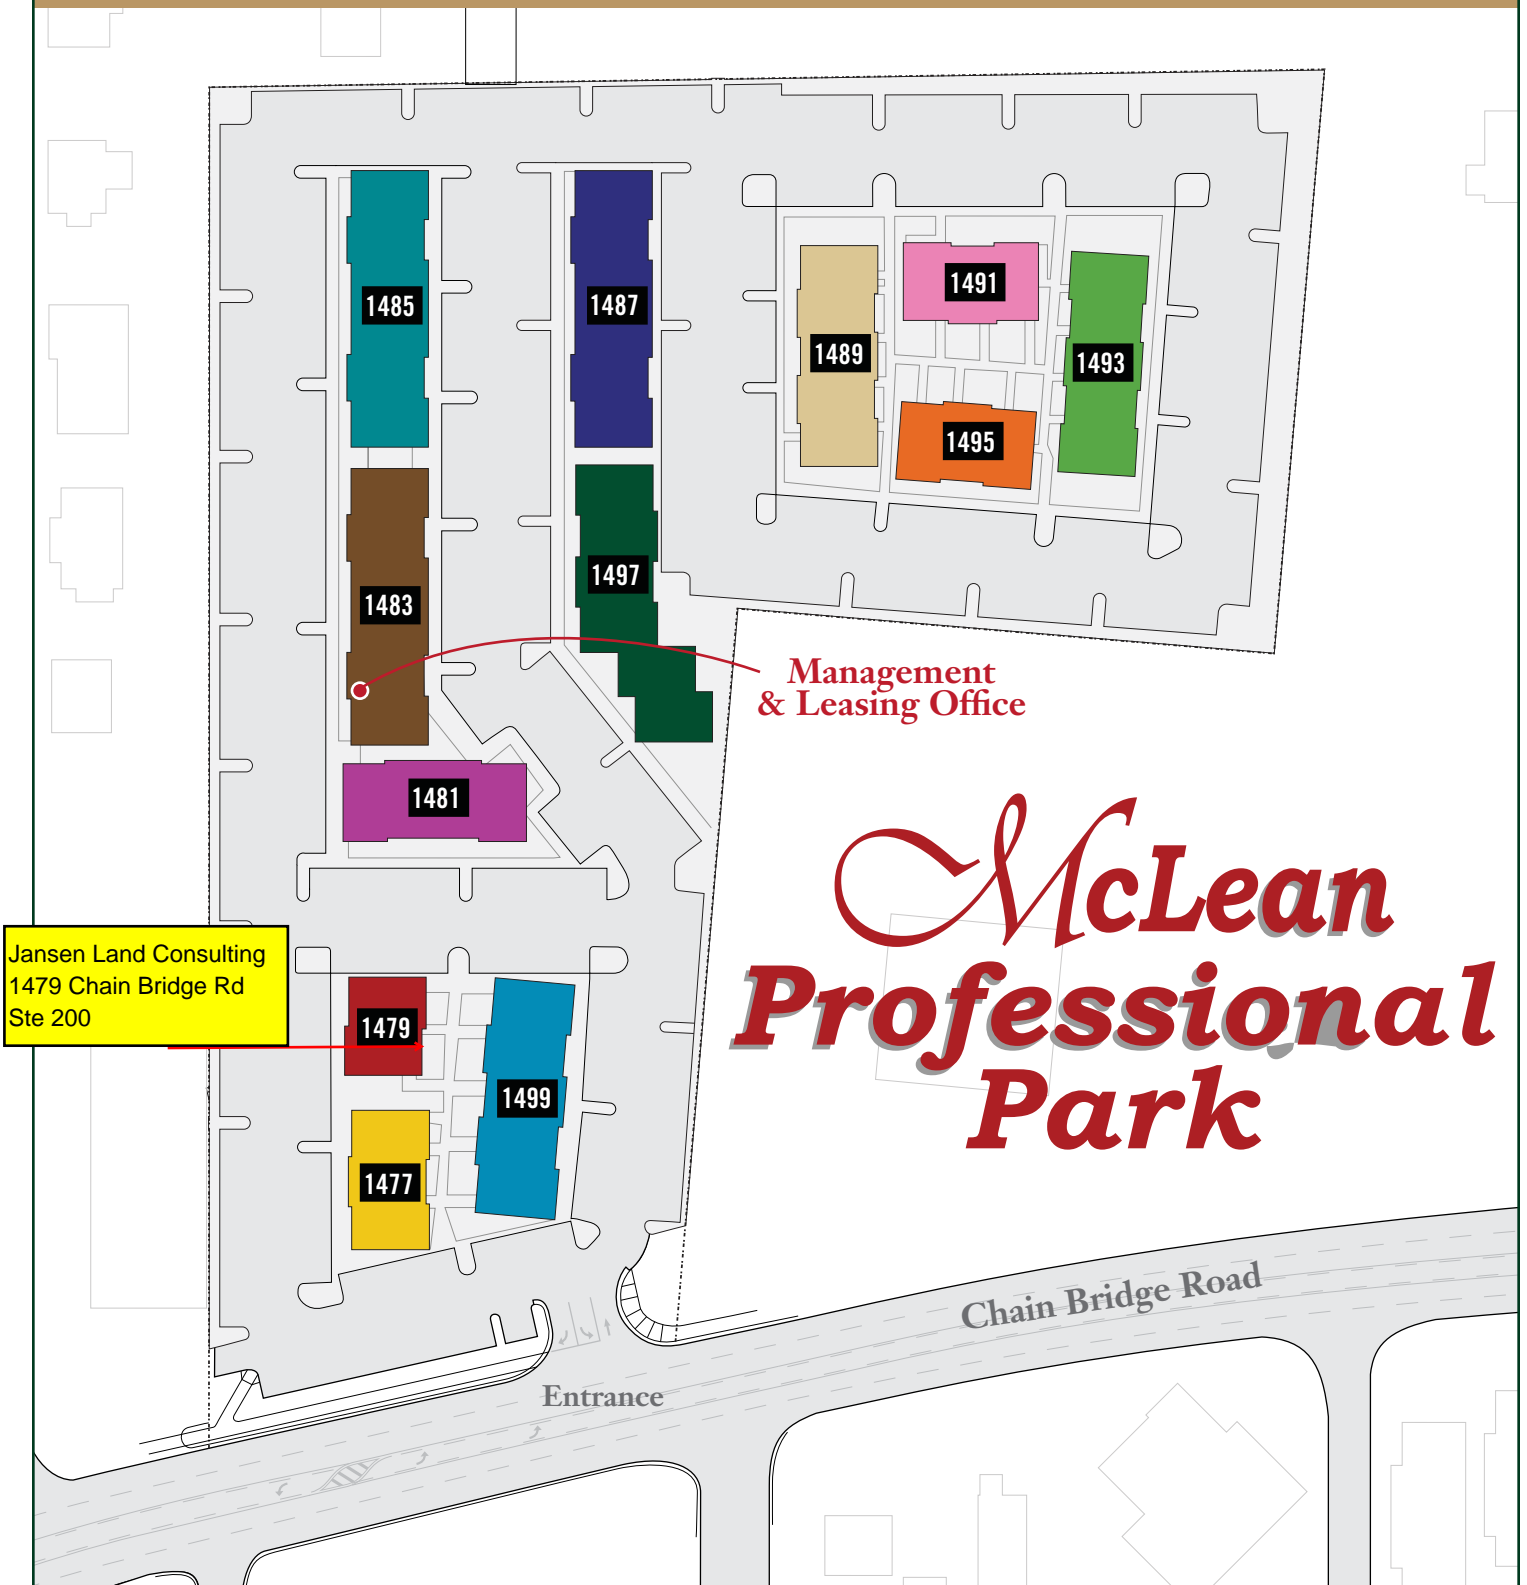 1485
1487
1491
1489
1493
1495
1497
1483
Management
& Leasing Office
1481
McLean
Professional
Park
Jansen Land Consulting
1479 Chain Bridge Rd
Ste 200
1479
1499
1477
Chain Bridge Road
Entrance